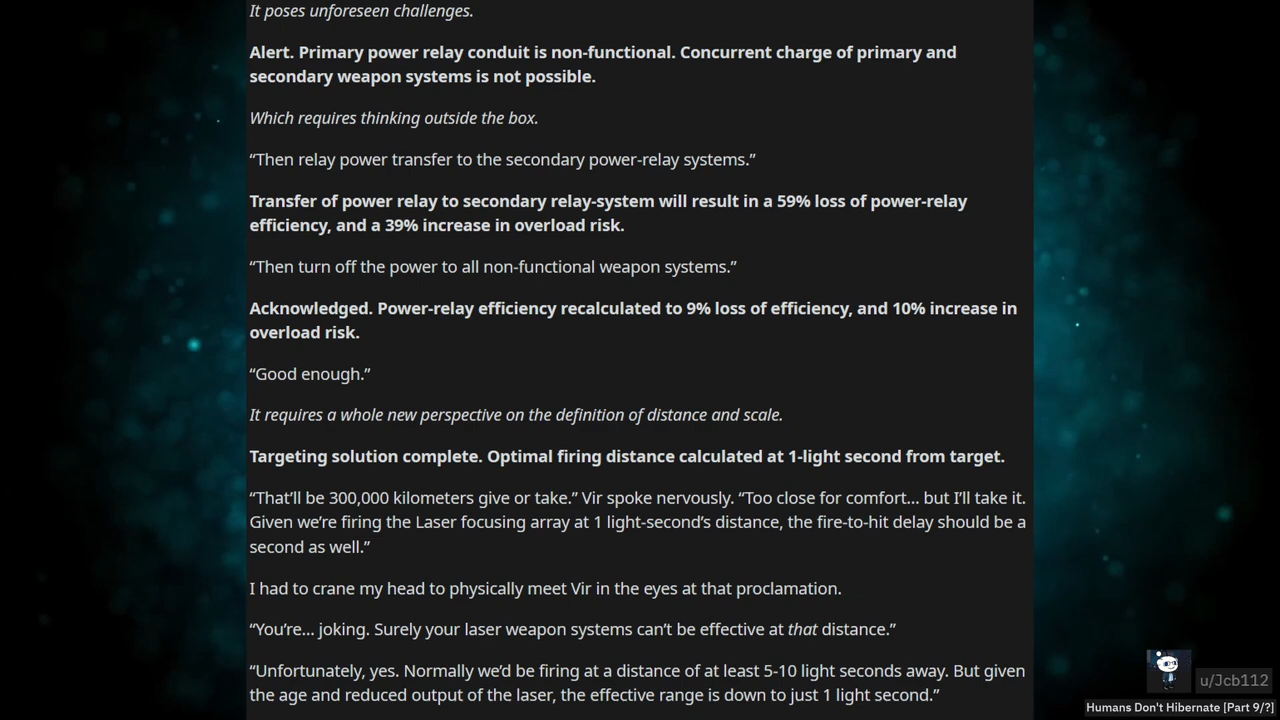 It poses unforeseen challenges.
Alert. Primary power relay conduit is non-functional. Concurrent charge of primary and
secondary weapon systems is not possible.
Which requires thinking outside the box.
“Then relay power transfer to the secondary power-relay systems.”
Transfer of power relay to secondary relay-system will result in a 59% loss of power-relay
efficiency, and a 39% increase in overload risk.
“Then turn off the power to all non-functional weapon systems.”
Acknowledged. Power-relay efficiency recalculated to 9% loss of efficiency, and 10% increase in
overload risk.
“Good enough.”
It requires a whole new perspective on the definition of distance and scale.
Targeting solution complete. Optimal firing distance calculated at 1-light second from target.
“That’ll be 300,000 kilometers give or take.” Vir spoke nervously. “Too close for comfort… but I’ll take it.
Given we’re firing the Laser focusing array at 1 light-second’s distance, the fire-to-hit delay should be a
second as well.”
I had to crane my head to physically meet Vir in the eyes at that proclamation.
“You’re… joking. Surely your laser weapon systems can’t be effective at that distance.”
“Unfortunately, yes. Normally we’d be firing at a distance of at least 5-10 light seconds away. But given
the age and reduced output of the laser, the effective range is down to just 1 light second.”
u/Jcb112
Humans Don't Hibernate [Part 9/?]